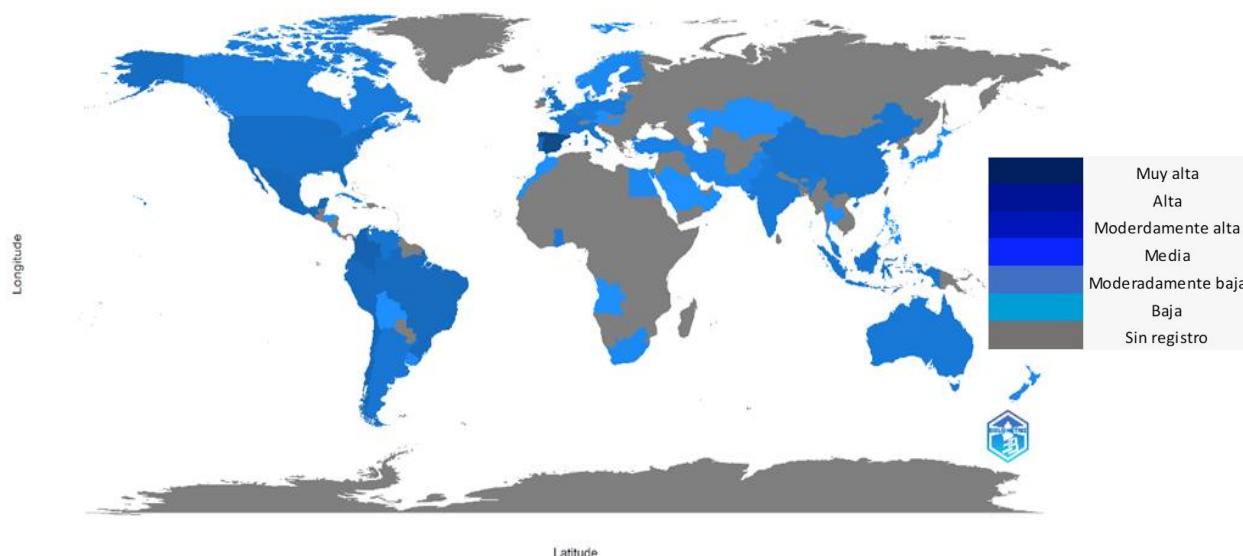 Longitude
Muy alta
Alta
Moderdamente alta
Media
Moderadamente baja
Baja
Sin registro
Latitude